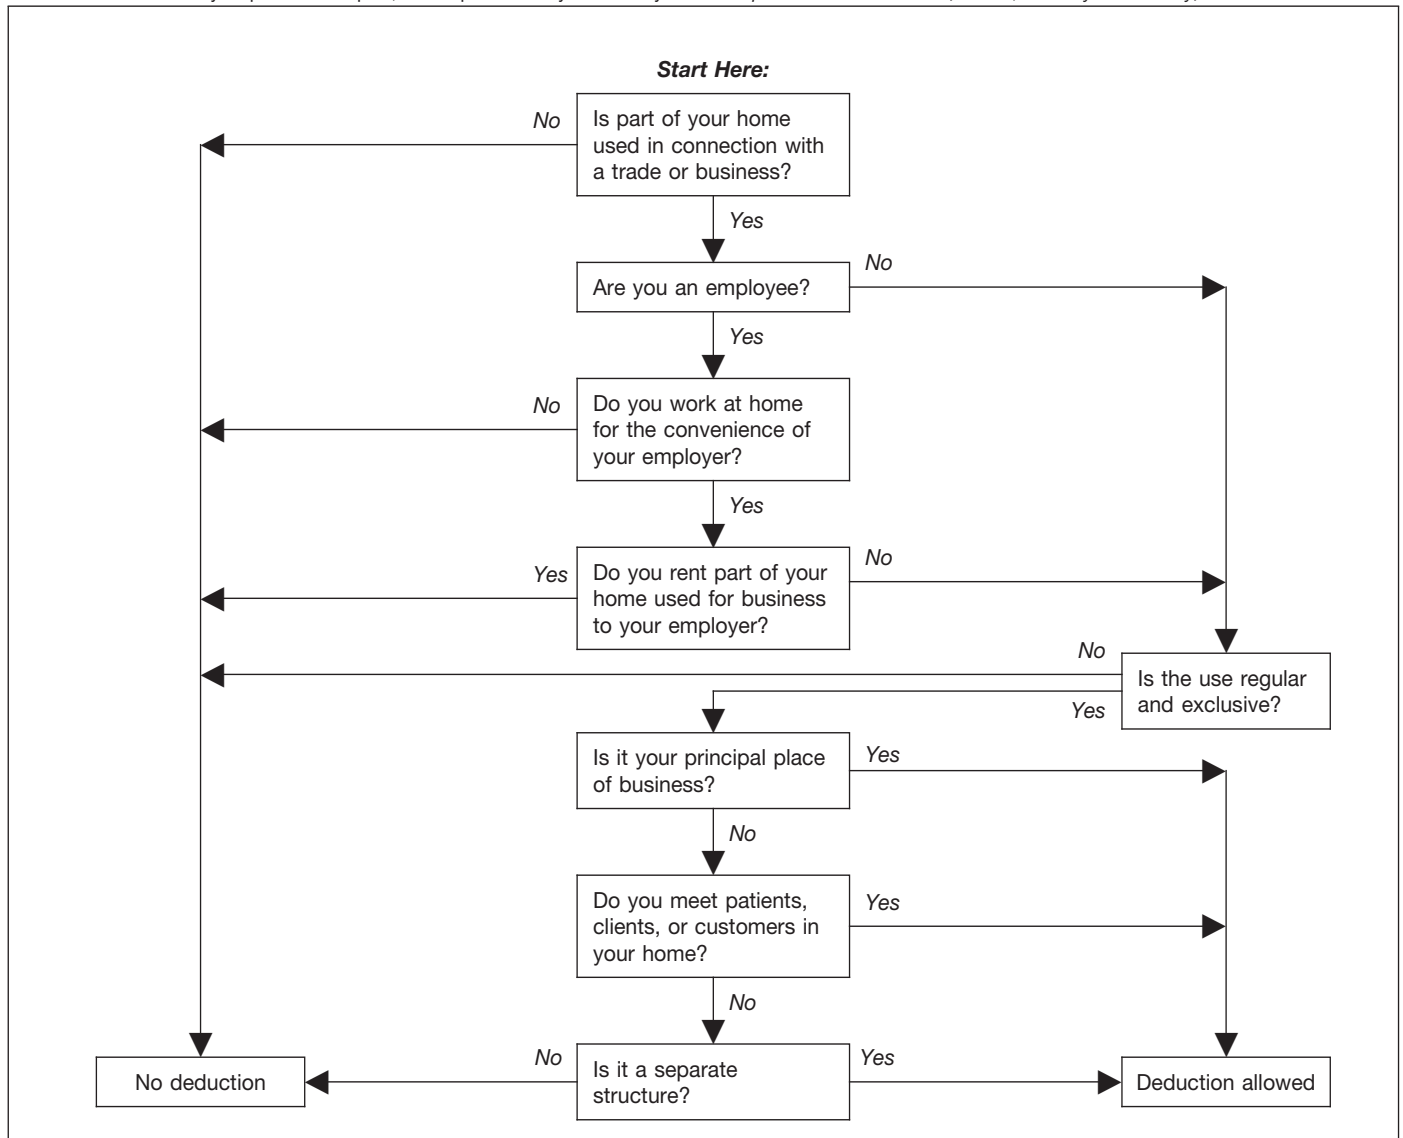 Start Here:
No
Is part of your home
used in connection with
a trade or business?
Yes
Are you an employee?
No
Yes
No
Do you work at home
for the convenience of
your employer?
Yes
Yes
Do you rent part of your
home used for business
to your employer?
No
No
Is the use regular
and exclusive?
Yes
Is it your principal place
of business?
Yes
No
Do you meet patients,
clients, or customers in
your home?
Yes
No
No deduction
No
Is it a separate
structure?
Yes
Deduction allowed